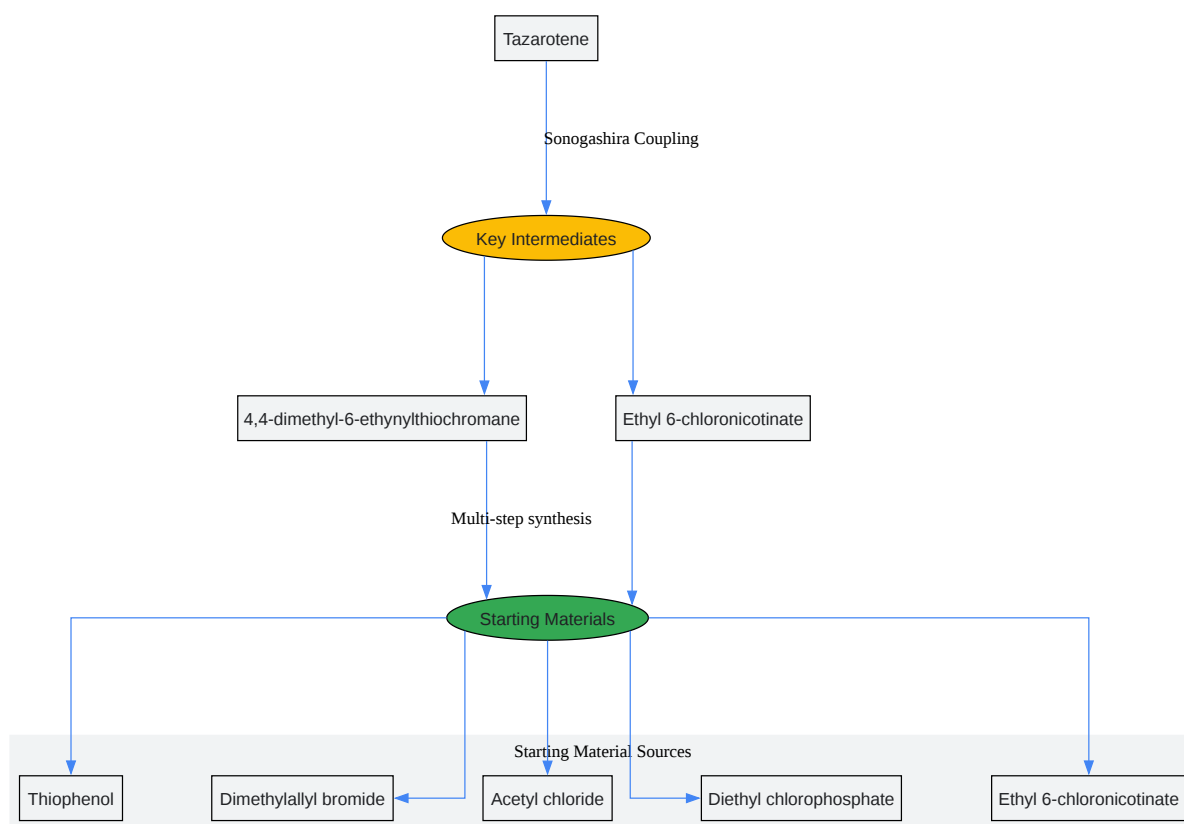 Tazarotene
Sonogashira Coupling
Key Intermediates
4,4-dimethyl-6-ethynylthiochromane
Ethyl 6-chloronicotinate
Multi-step synthesis
Starting Materials
Starting Material Sources
Thiophenol
Dimethylallyl bromide
Acetyl chloride
Diethyl chlorophosphate
Ethyl 6-chloronicotinate